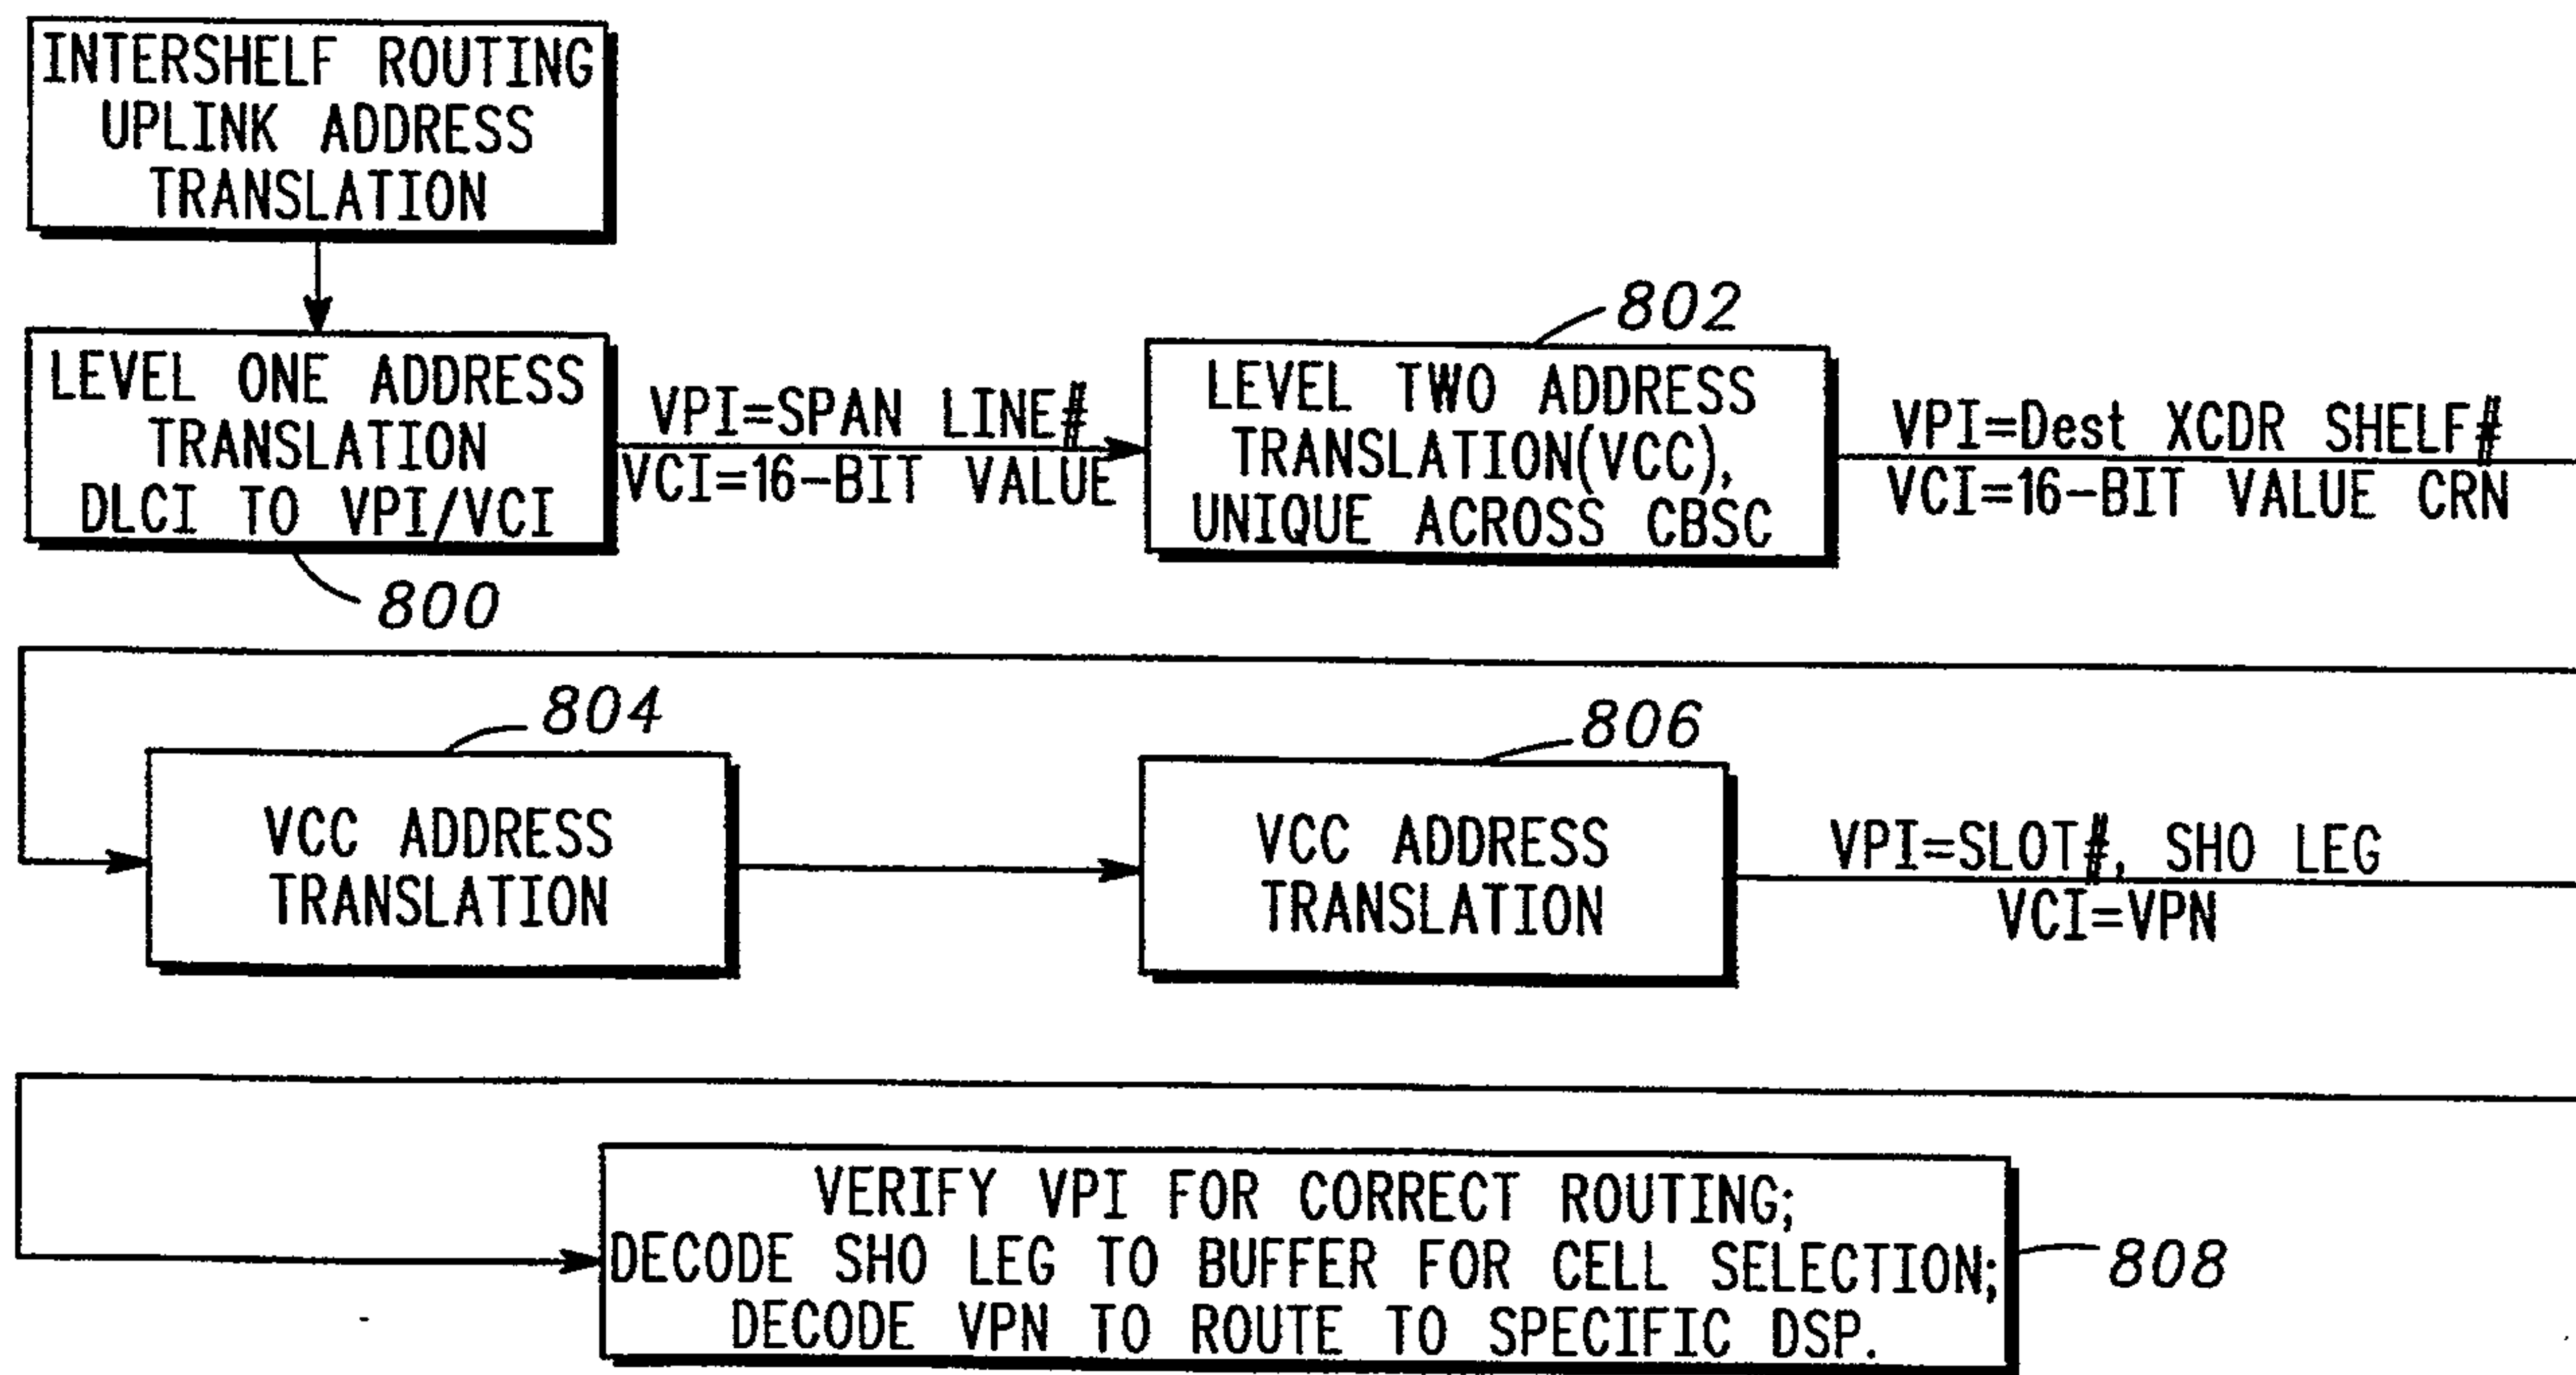 INTERSHELF ROUTING
UPLINK ADDRESS
TRANSLATION
LEVEL ONE ADDRESS
TRANSLATION
DLCI TO VPI/VCI
800
VPI=SPAN LINE#
VCI=16-BIT VALUE
802
LEVEL TWO ADDRESS
TRANSLATION(VCC),
UNIQUE ACROSS CBSC
VPI=Dest XCDR SHELF#
VCI=16-BIT VALUE CRN
804
VCC ADDRESS
TRANSLATION
806
VCC ADDRESS
TRANSLATION
VPI=SLOT#, SHO LEG
VCI=VPN
VERIFY VPI FOR CORRECT ROUTING;
DECODE SHO LEG TO BUFFER FOR CELL SELECTION;
DECODE VPN TO ROUTE TO SPECIFIC DSP.
808